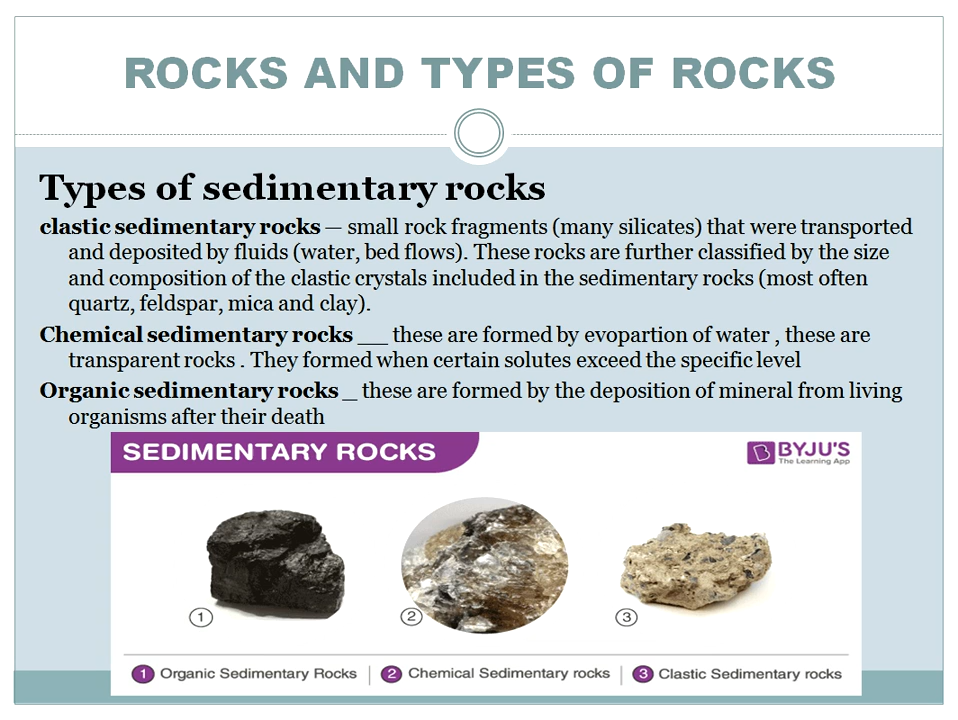 ROCKS AND TYPES OF ROCKS
Types of sedimentary rocks
clastic sedimentary rocks — small rock fragments (many silicates) that were transported
and deposited by fluids (water, bed flows). These rocks are further classified by the size
and composition of the clastic crystals included in the sedimentary rocks (most often
quartz, feldspar, mica and clay).
Chemical sedimentary rocks __ these are formed by evopartion of water , these are
transparent rocks . They formed when certain solutes exceed the specific level
Organic sedimentary rocks _ these are formed by the deposition of mineral from living
organisms after their death
SEDIMENTARY ROCKS
BYJU'S
The Learning App
1
2
3
1 Organic Sedimentary Rocks
2 Chemical Sedimentary rocks
3 Clastic Sedimentary rocks